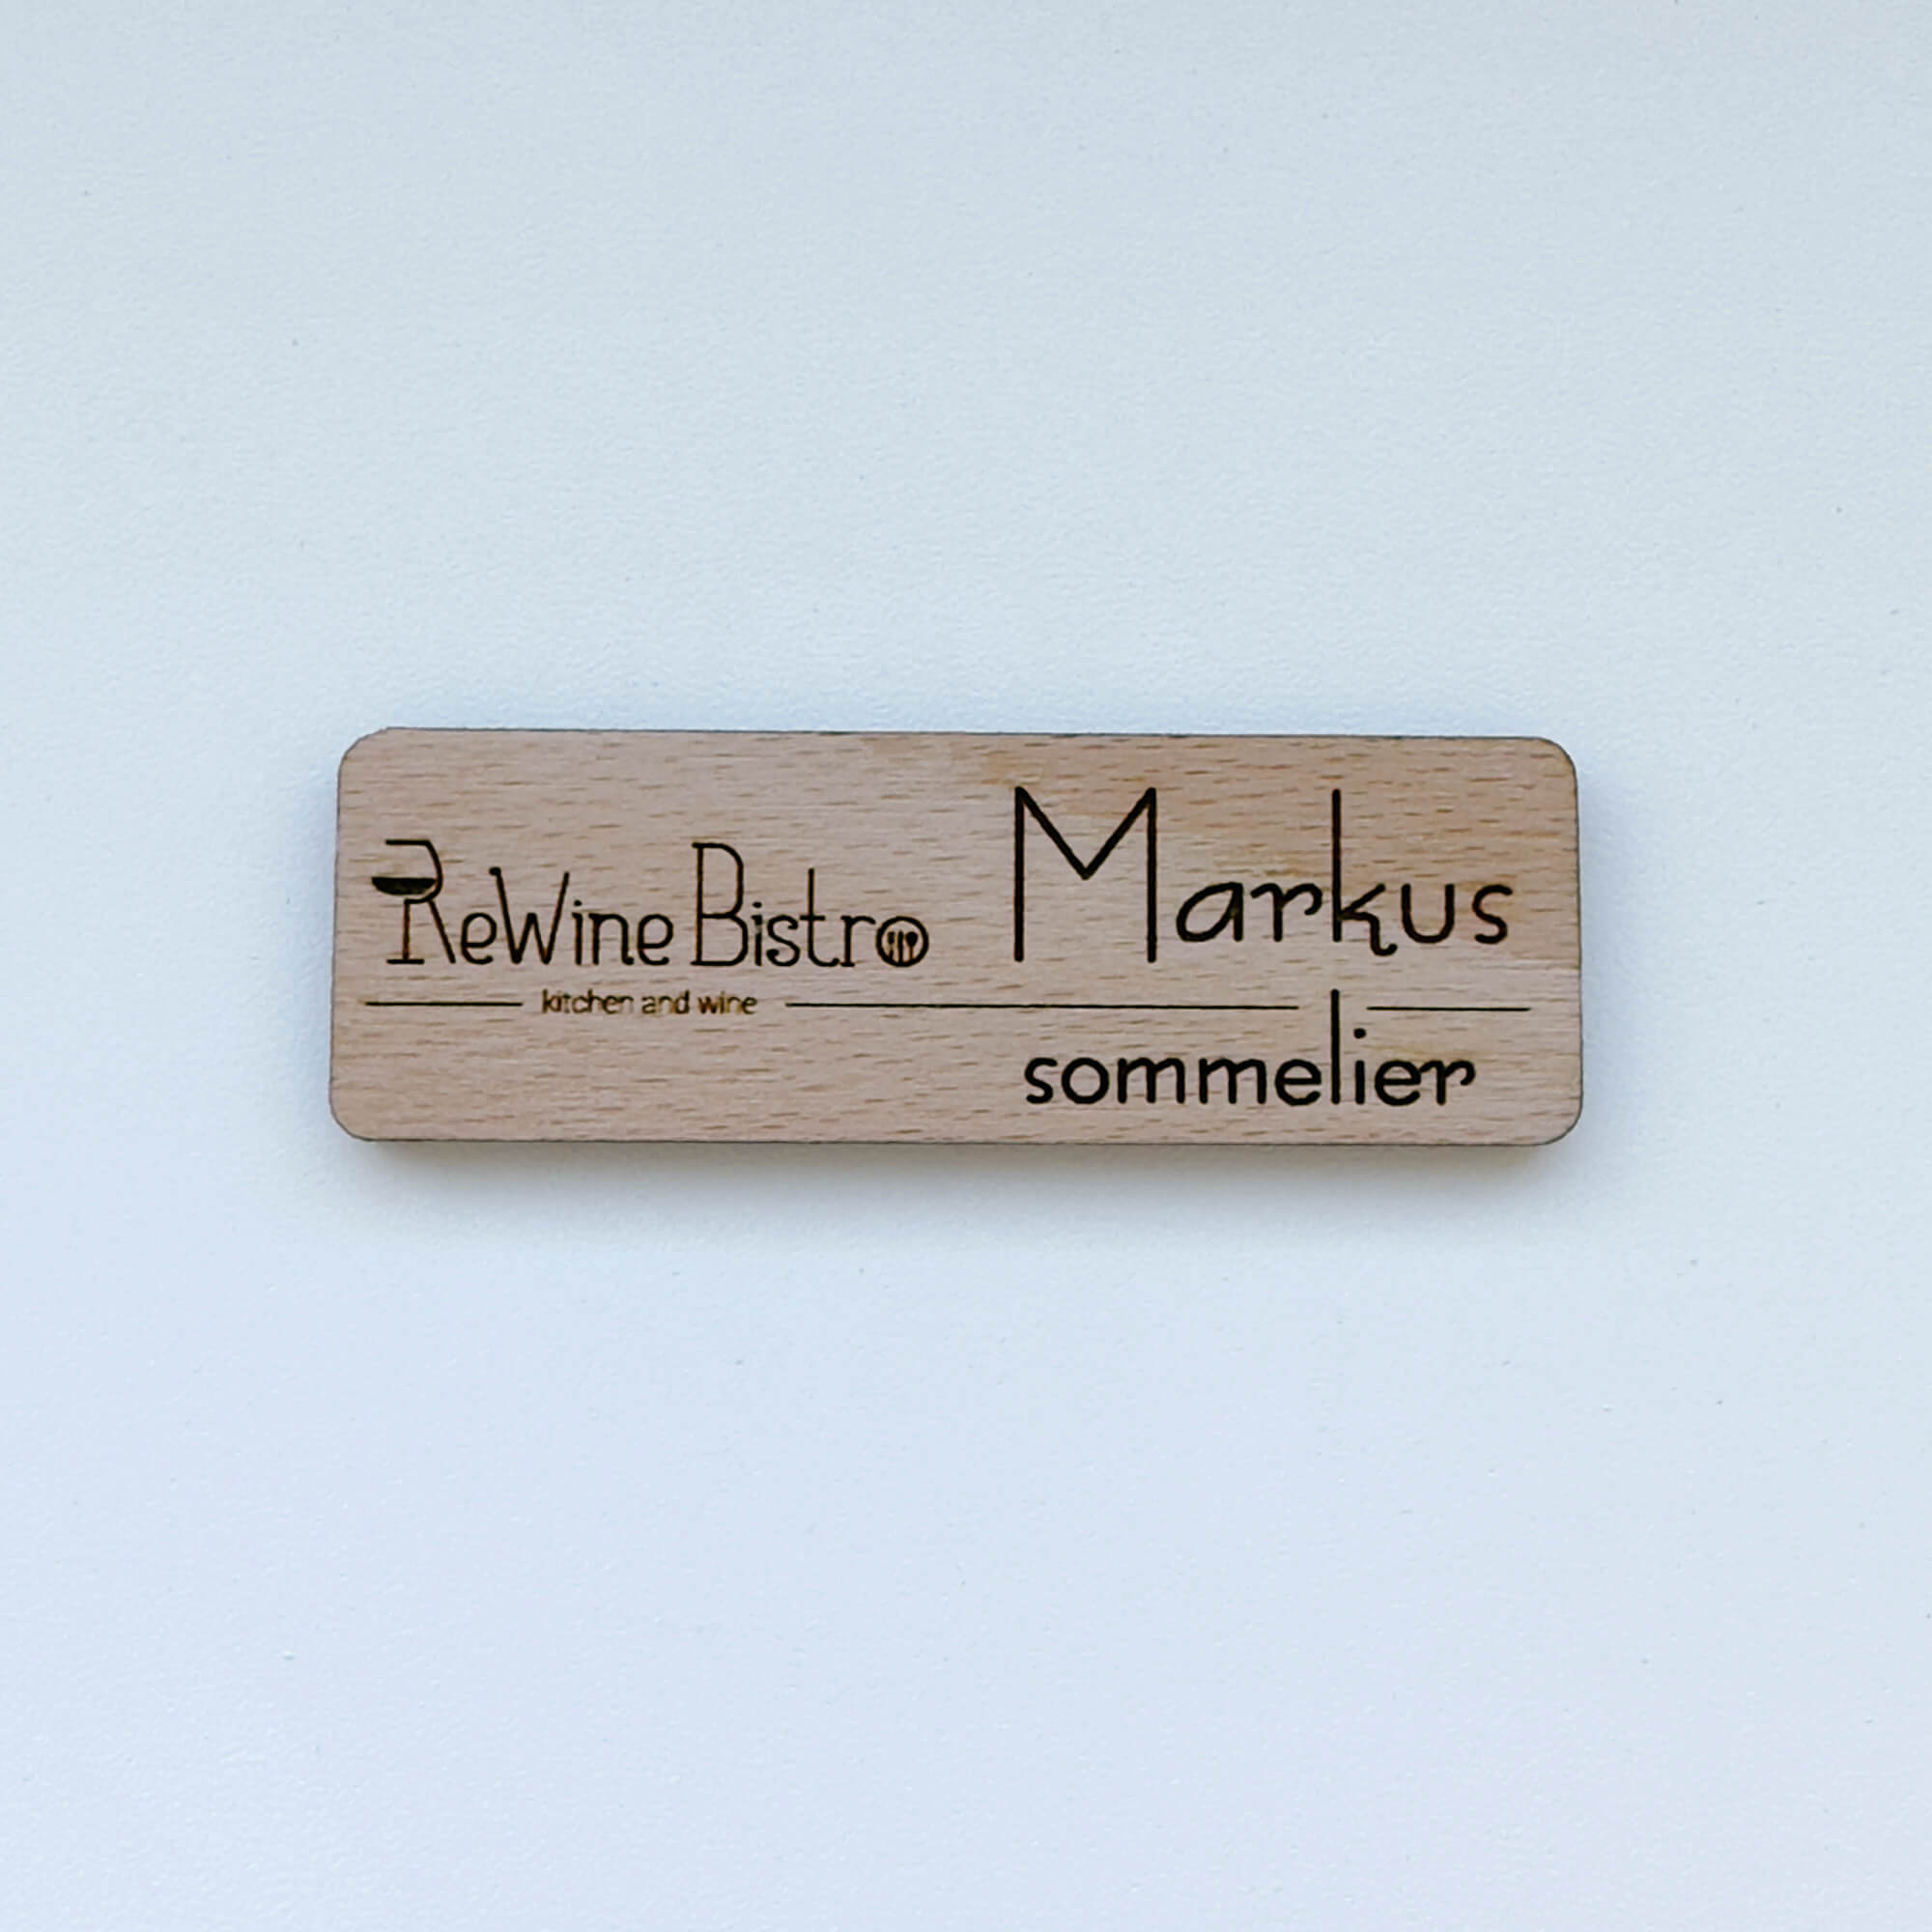 ReWine Bistro
kitchen and wine
Markus
sommelier